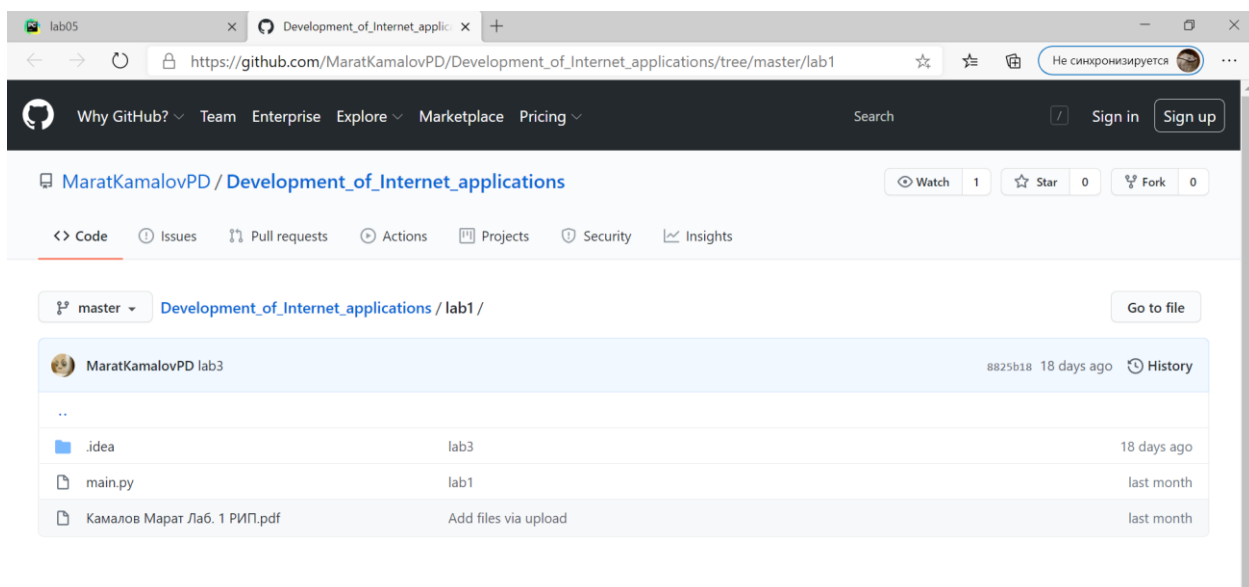 lab05 Development_of_Internet_applic
https://github.com/MaratKamalovPD/Development_of_Internet_applications/tree/master/lab1 Не синхронизируется
Why GitHub? Team Enterprise Explore Marketplace Pricing Search / Sign in Sign up
MaratKamalovPD / Development_of_Internet_applications Watch 1 Star 0 Fork 0
<> Code Issues Pull requests Actions Projects Security Insights
master Development_of_Internet_applications / lab1 / Go to file
MaratKamalovPD lab3 8825b18 18 days ago History
..
.idea lab3 18 days ago
main.py lab1 last month
Камалов Марат Лаб. 1 РИП.pdf Add files via upload last month